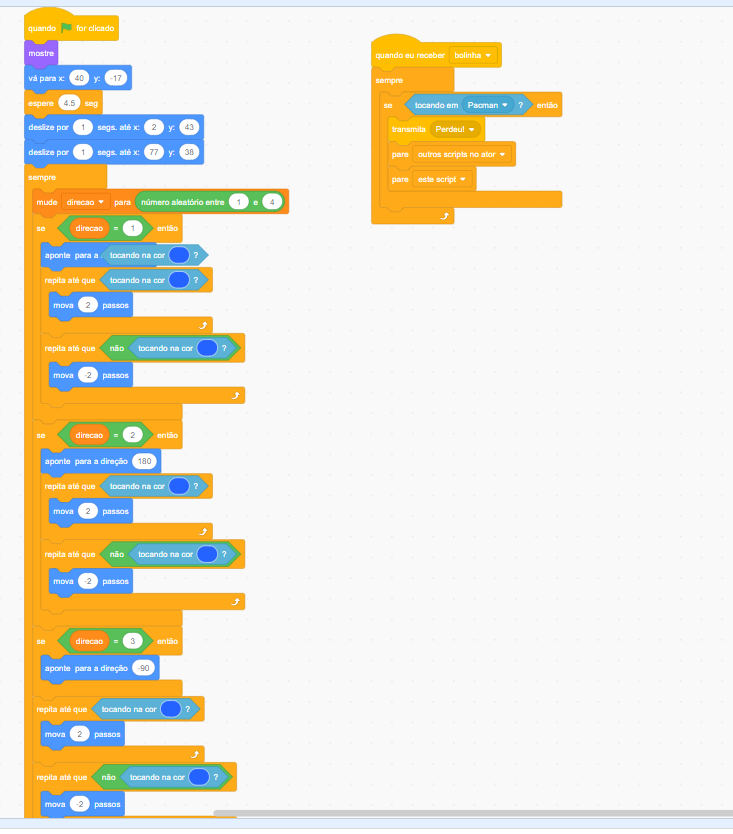 quando for clicado
mostre
vá para x: 40 y: -17
espere 4.5 seg
deslize por 1 segs. até x: 2 y: 43
deslize por 1 segs. até x: 77 y: 38
sempre
mude direcao para número aleatório entre 1 e 4
se direcao = 1 então
aponte para a tocando na cor ?
repita até que tocando na cor ?
mova 2 passos
repita até que não tocando na cor ?
mova -2 passos
se direcao = 2 então
aponte para a direção 180
repita até que tocando na cor ?
mova 2 passos
repita até que não tocando na cor ?
mova -2 passos
se direcao = 3 então
aponte para a direção -90
repita até que tocando na cor ?
mova 2 passos
repita até que não tocando na cor ?
mova -2 passos
quando eu receber bolinha
sempre
se tocando em Pacman ? então
transmita Perdeu!
pare outros scripts no ator
pare este script